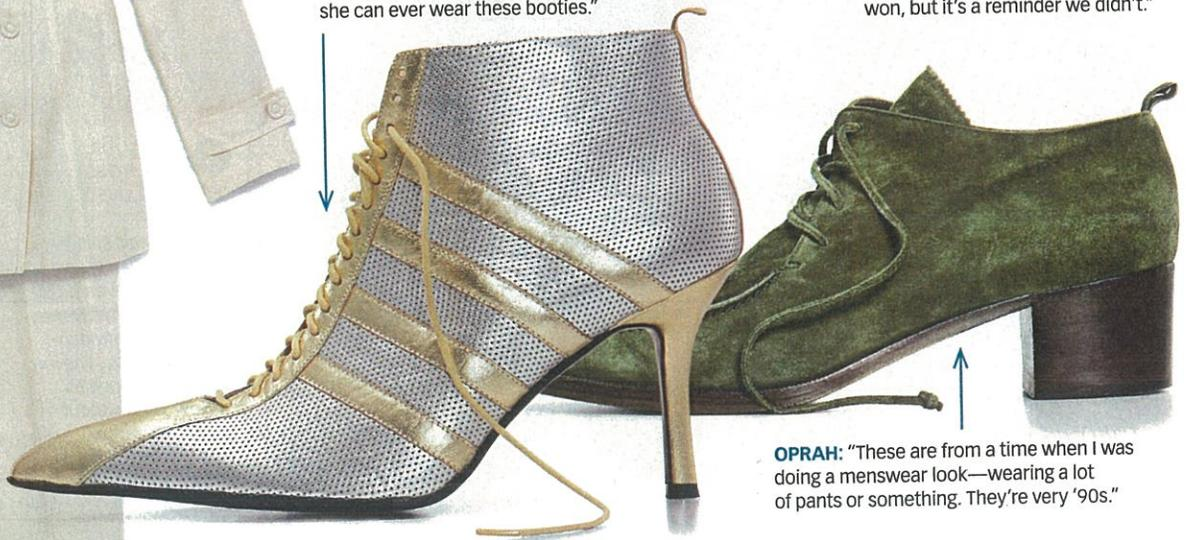 she can ever wear these booties.”
won, but it’s a reminder we didn’t.”
OPRAH: “These are from a time when I was
doing a menswear look—wearing a lot
of pants or something. They’re very ’90s.”